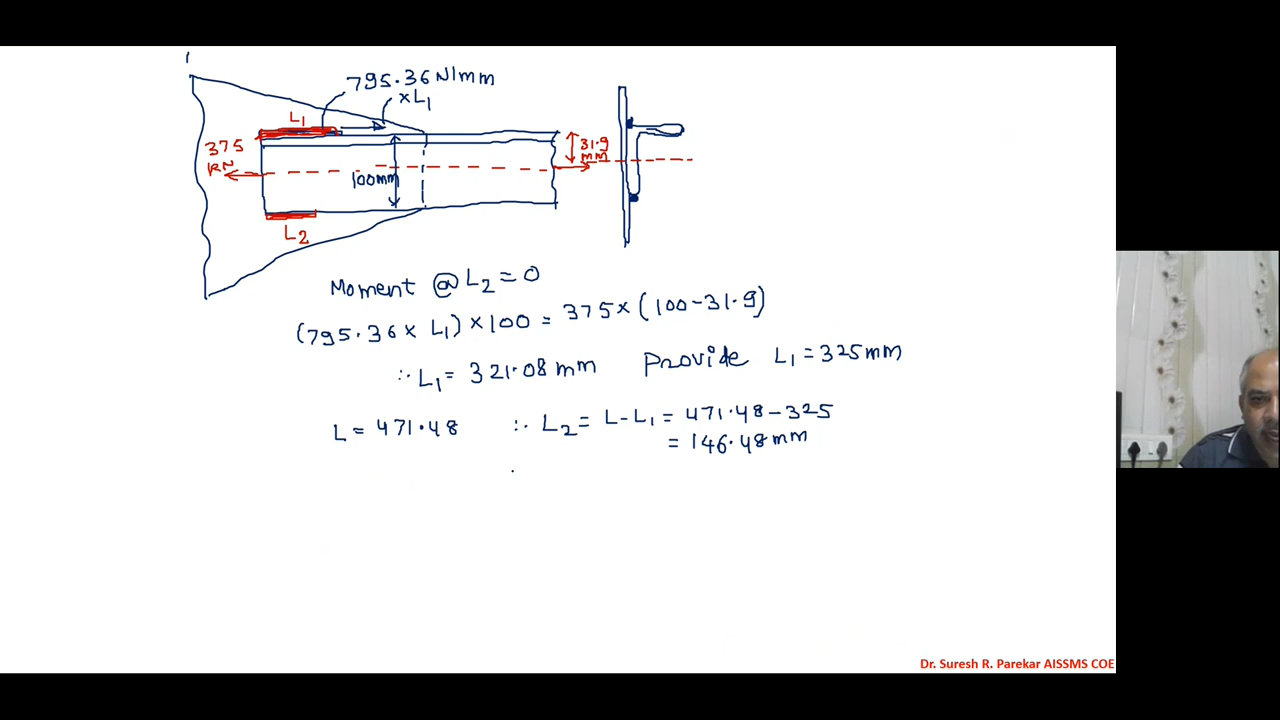 795.36 N/mm
×L1
L1
375
KN
31.9
mm
100mm
L2
Moment @ L2 = 0
(795.36 × L1) × 100 = 375 × (100 - 31.9)
∴ L1 = 321.08 mm Provide L1 = 325 mm
L = 471.48 ∴ L2 = L - L1 = 471.48 - 325
= 146.48 mm
Dr. Suresh R. Parekar AISSMS COE